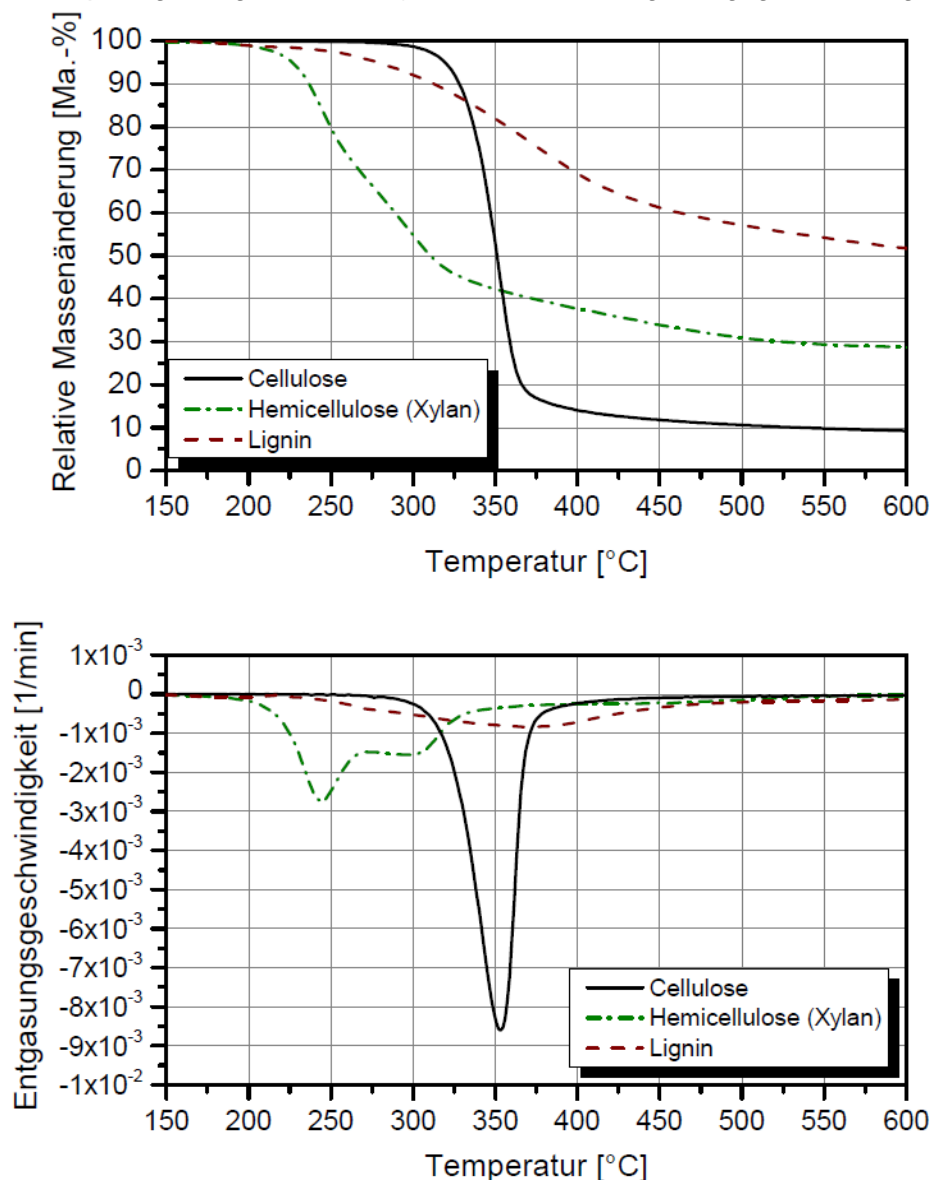 Relative Massenänderung [Ma.-%]
100
90
80
70
60
50
40
30
20
10
0
Cellulose
Hemicellulose (Xylan)
Lignin
150 200 250 300 350 400 450 500 550 600
Temperatur [°C]
Entgasungsgeschwindigkeit [1/min]
1x10⁻³
0
-1x10⁻³
-2x10⁻³
-3x10⁻³
-4x10⁻³
-5x10⁻³
-6x10⁻³
-7x10⁻³
-8x10⁻³
-9x10⁻³
-1x10⁻²
Cellulose
Hemicellulose (Xylan)
Lignin
150 200 250 300 350 400 450 500 550 600
Temperatur [°C]